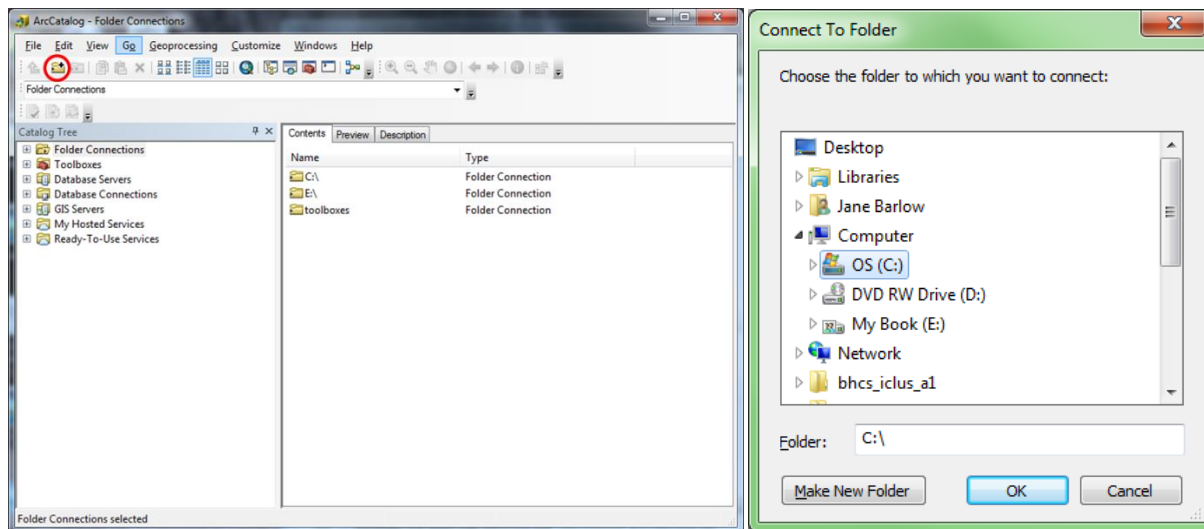 ArcCatalog - Folder Connections
File Edit View Go Geoprocessing Customize Windows Help
Folder Connections
Catalog Tree
Folder Connections
Toolboxes
Database Servers
Database Connections
GIS Servers
My Hosted Services
Ready-To-Use Services
Contents Preview Description
Name Type
C:\ Folder Connection
E:\ Folder Connection
toolboxes Folder Connection
Folder Connections selected
Connect To Folder
Choose the folder to which you want to connect:
Desktop
Libraries
Jane Barlow
Computer
OS (C:)
DVD RW Drive (D:)
My Book (E:)
Network
bhcs_iclus_a1
Folder: C:\
Make New Folder OK Cancel